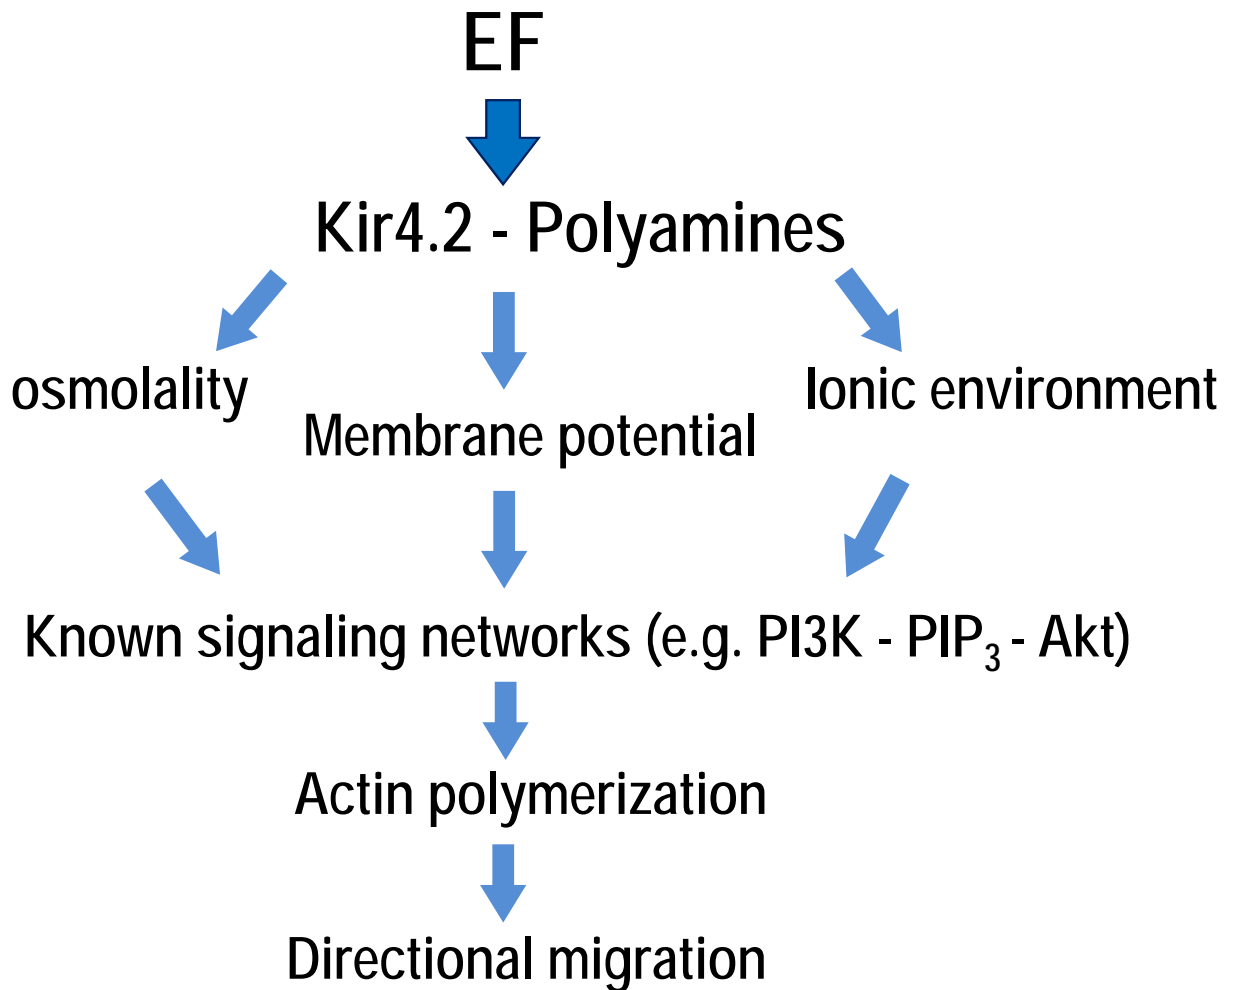 EF
Kir4.2 - Polyamines
osmolality
Membrane potential
Ionic environment
Known signaling networks (e.g. PI3K - PIP₃ - Akt)
Actin polymerization
Directional migration